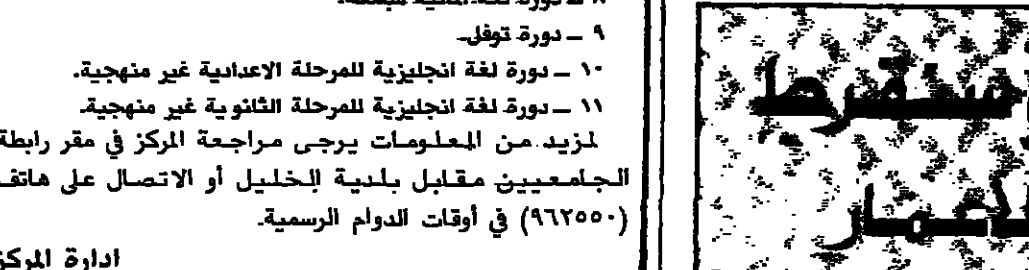 ٩ ــ دورة توفل.
١٠ ــ دورة لغة انجليزية للمرحلة الاعدادية غير منهجية.
١١ ــ دورة لغة انجليزية للمرحلة الثانوية غير منهجية.
لمزيد من المعلومات يرجى مراجعة المركز في مقر رابطة
الجامعيين مقابل بلدية الخليل أو الاتصال على هاتف
(٩٦٢٥٥٠) في أوقات الدوام الرسمية.
ادارة المركز
مسقرط